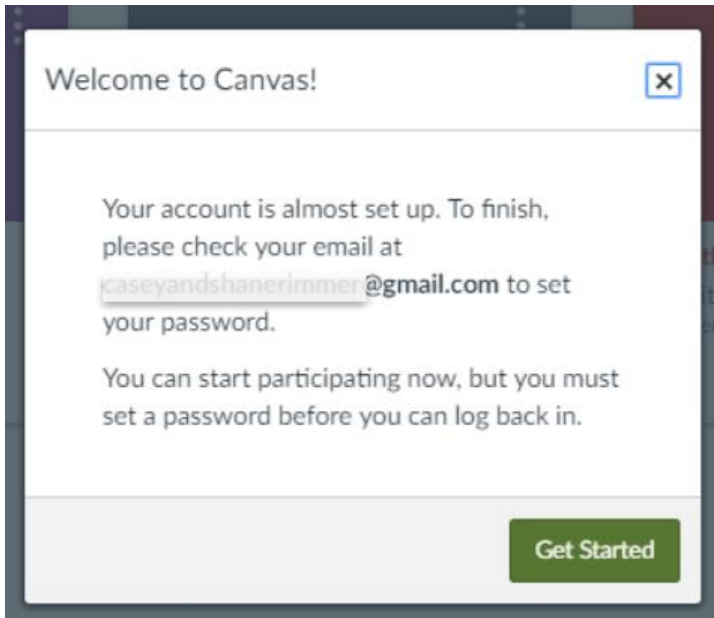 Welcome to Canvas!
Your account is almost set up. To finish,
please check your email at
@gmail.com to set
your password.
You can start participating now, but you must
set a password before you can log back in.
Get Started